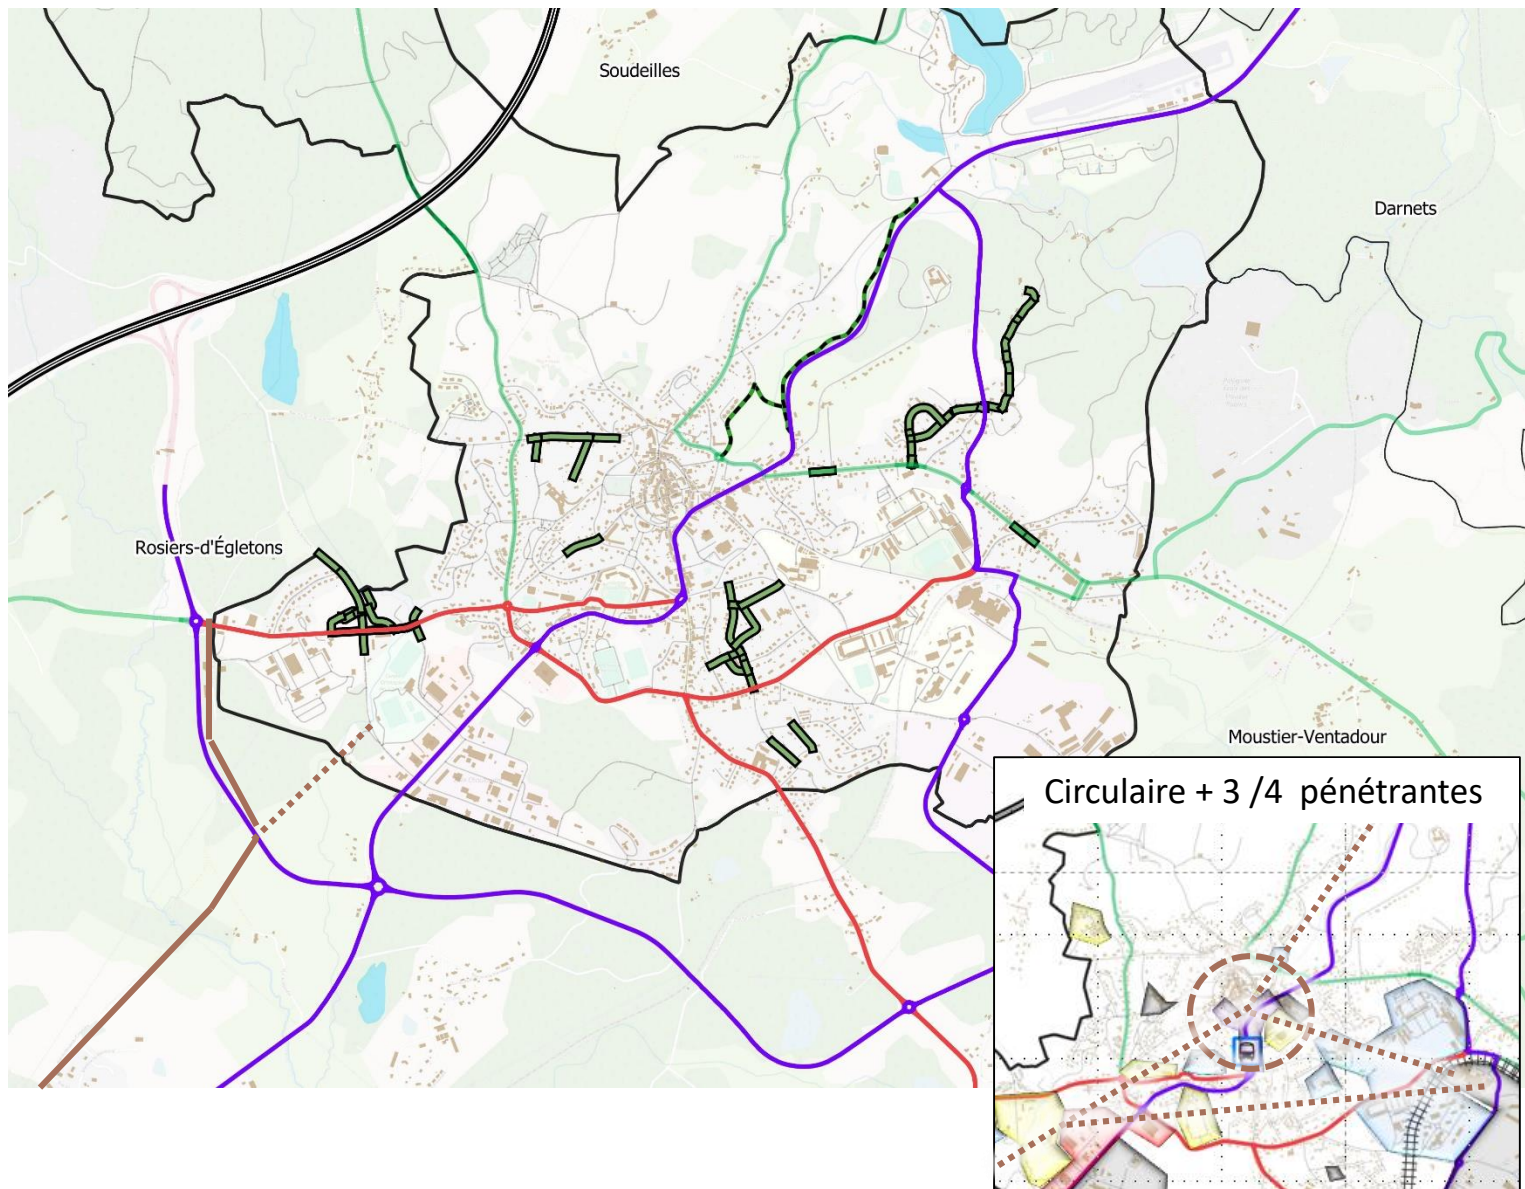 Soudeilles
Darnets
Rosiers-d'Égletons
Moustier-Ventadour
Circulaire + 3 /4 pénétrantes